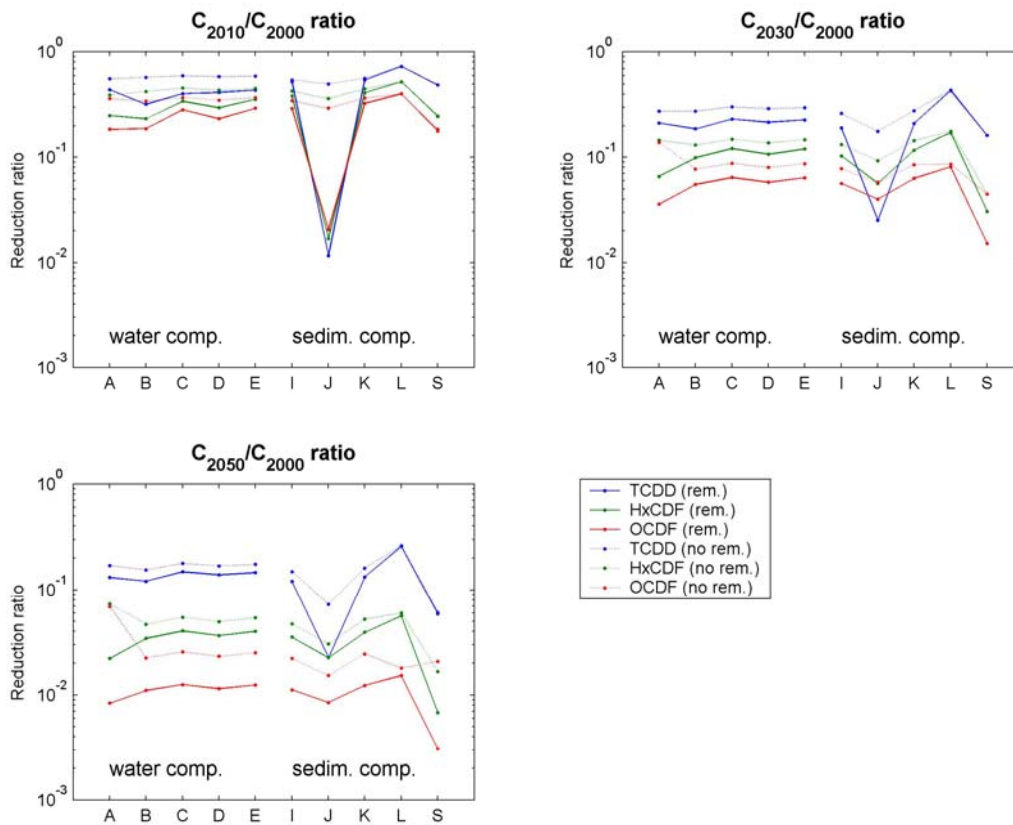 C2010/C2000 ratio
Reduction ratio
10^0
10^-1
10^-2
10^-3
water comp.
sedim. comp.
A B C D E I J K L S
C2030/C2000 ratio
Reduction ratio
10^0
10^-1
10^-2
10^-3
water comp.
sedim. comp.
A B C D E I J K L S
C2050/C2000 ratio
Reduction ratio
10^0
10^-1
10^-2
10^-3
water comp.
sedim. comp.
A B C D E I J K L S
TCDD (rem.)
HxCDF (rem.)
OCDF (rem.)
TCDD (no rem.)
HxCDF (no rem.)
OCDF (no rem.)